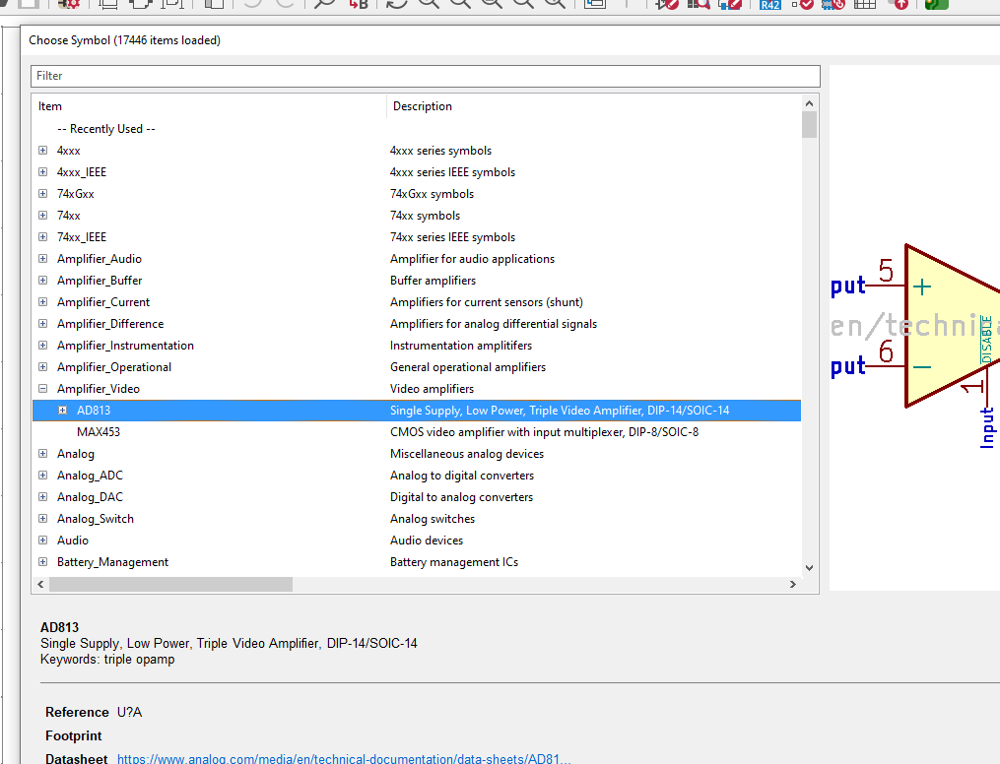 R42
Choose Symbol (17446 items loaded)
Filter
Item Description
-- Recently Used --
4xxx 4xxx series symbols
4xxx_IEEE 4xxx series IEEE symbols
74xGxx 74xGxx symbols
74xx 74xx symbols
74xx_IEEE 74xx series IEEE symbols
Amplifier_Audio Amplifier for audio applications
Amplifier_Buffer Buffer amplifiers
Amplifier_Current Amplifiers for current sensors (shunt)
Amplifier_Difference Amplifiers for analog differential signals
Amplifier_Instrumentation Instrumentation amplitifers
Amplifier_Operational General operational amplifiers
Amplifier_Video Video amplifiers
AD813 Single Supply, Low Power, Triple Video Amplifier, DIP-14/SOIC-14
MAX453 CMOS video amplifier with input multiplexer, DIP-8/SOIC-8
Analog Miscellaneous analog devices
Analog_ADC Analog to digital converters
Analog_DAC Digital to analog converters
Analog_Switch Analog switches
Audio Audio devices
Battery_Management Battery management ICs
put 5 +
en/technica
put 6 −
DISABLE
1
Input
AD813
Single Supply, Low Power, Triple Video Amplifier, DIP-14/SOIC-14
Keywords: triple opamp
Reference U?A
Footprint
Datasheet https://www.analog.com/media/en/technical-documentation/data-sheets/AD81...